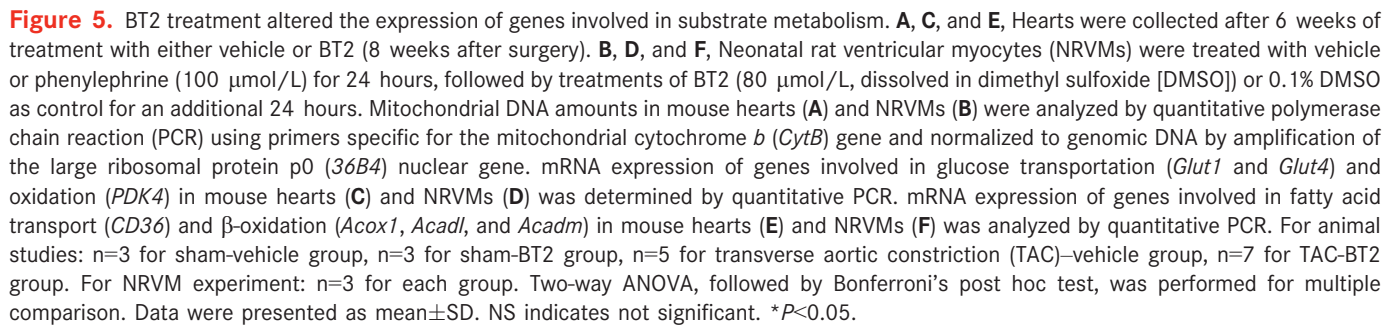 Figure 5. BT2 treatment altered the expression of genes involved in substrate metabolism. A, C, and E, Hearts were collected after 6 weeks of
treatment with either vehicle or BT2 (8 weeks after surgery). B, D, and F, Neonatal rat ventricular myocytes (NRVMs) were treated with vehicle
or phenylephrine (100 μmol/L) for 24 hours, followed by treatments of BT2 (80 μmol/L, dissolved in dimethyl sulfoxide [DMSO]) or 0.1% DMSO
as control for an additional 24 hours. Mitochondrial DNA amounts in mouse hearts (A) and NRVMs (B) were analyzed by quantitative polymerase
chain reaction (PCR) using primers specific for the mitochondrial cytochrome b (CytB) gene and normalized to genomic DNA by amplification of
the large ribosomal protein p0 (36B4) nuclear gene. mRNA expression of genes involved in glucose transportation (Glut1 and Glut4) and
oxidation (PDK4) in mouse hearts (C) and NRVMs (D) was determined by quantitative PCR. mRNA expression of genes involved in fatty acid
transport (CD36) and β-oxidation (Acox1, Acadl, and Acadm) in mouse hearts (E) and NRVMs (F) was analyzed by quantitative PCR. For animal
studies: n=3 for sham-vehicle group, n=3 for sham-BT2 group, n=5 for transverse aortic constriction (TAC)–vehicle group, n=7 for TAC-BT2
group. For NRVM experiment: n=3 for each group. Two-way ANOVA, followed by Bonferroni's post hoc test, was performed for multiple
comparison. Data were presented as mean±SD. NS indicates not significant. *P<0.05.